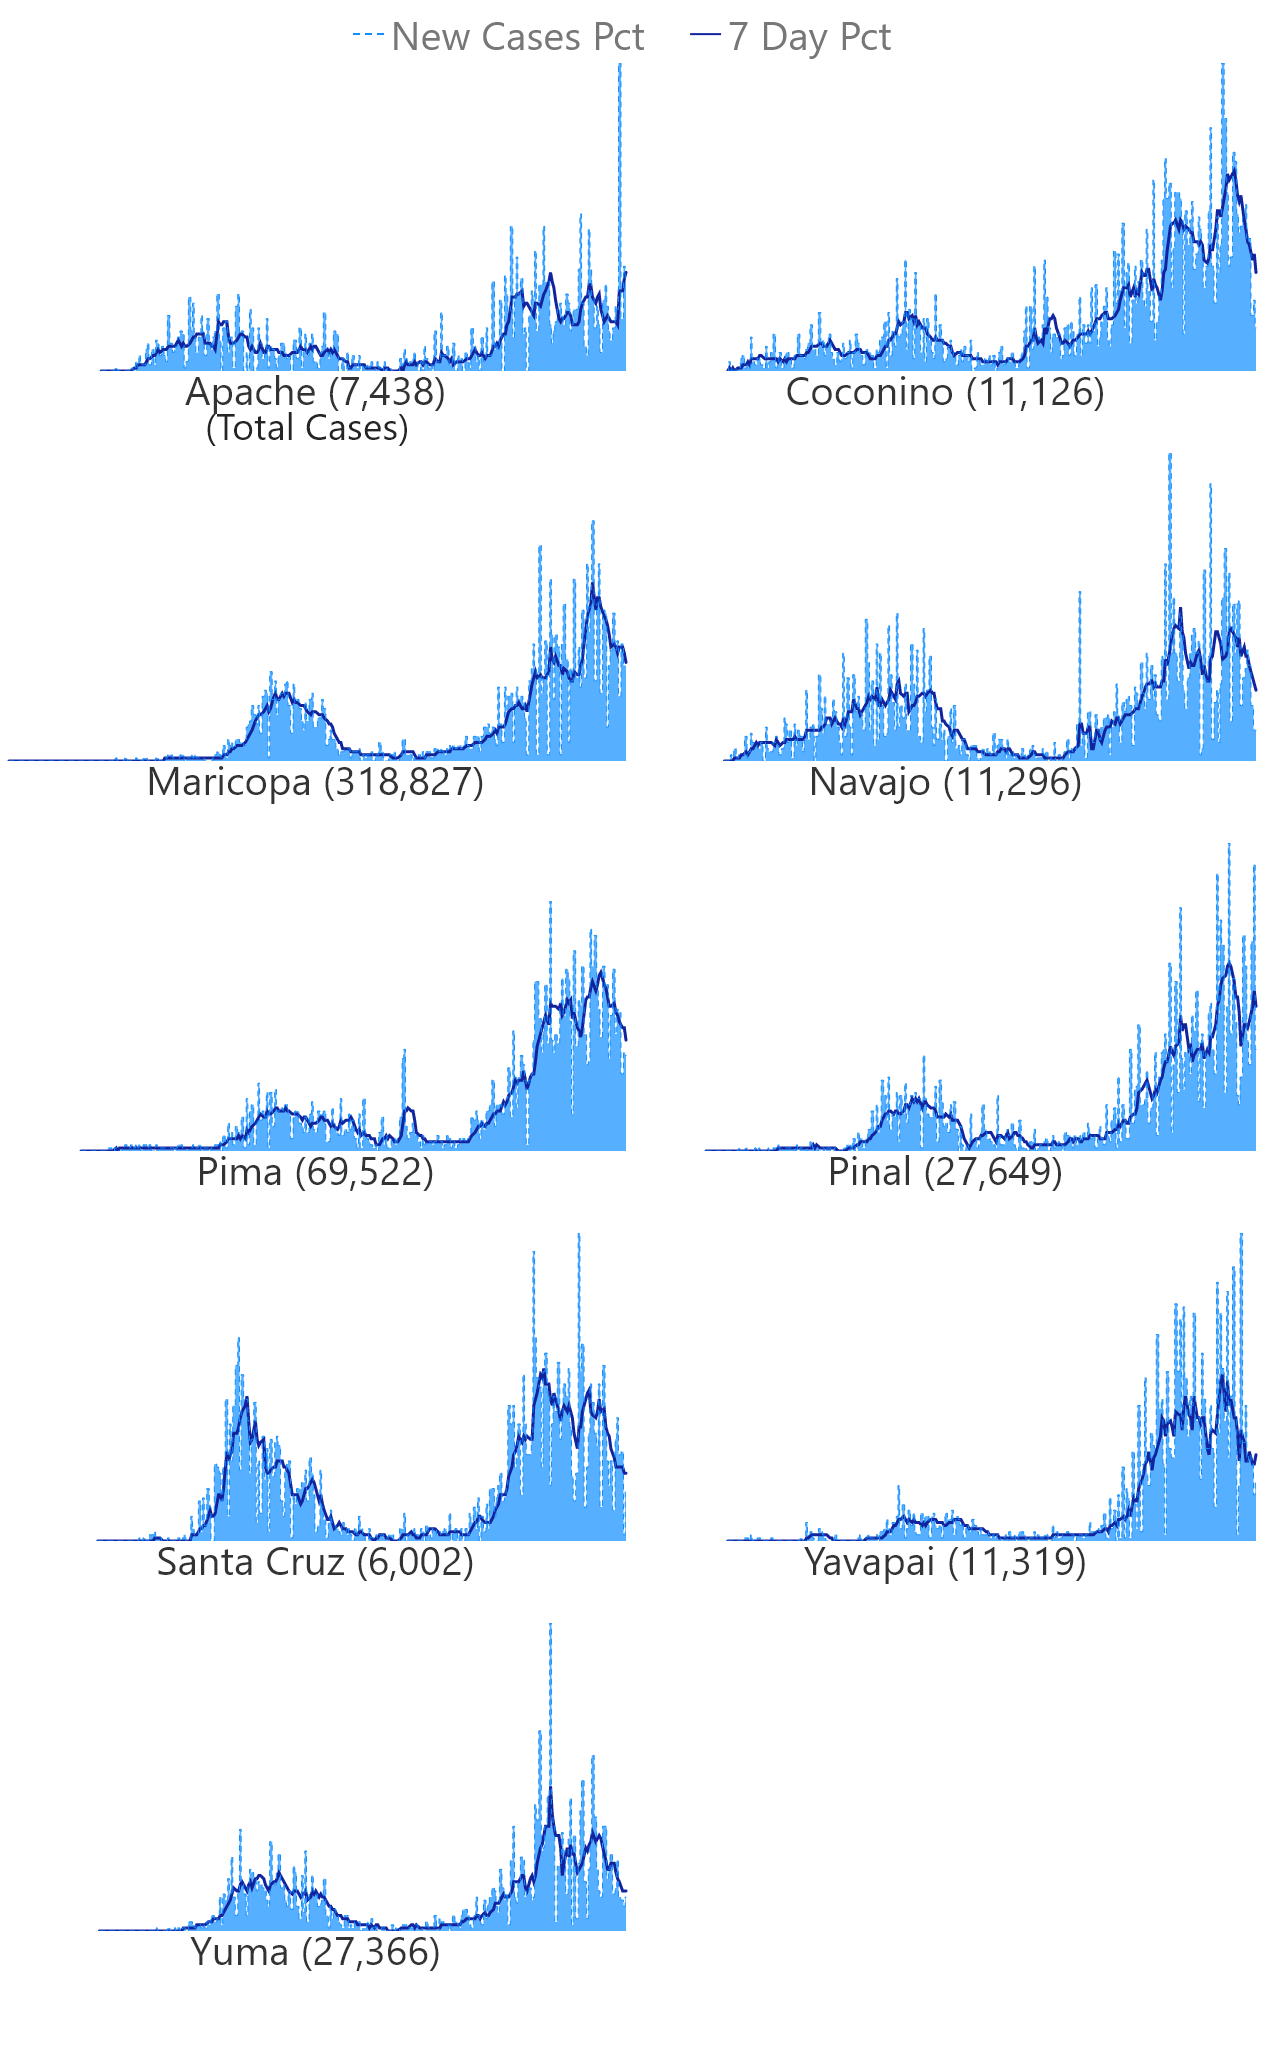 New Cases Pct 7 Day Pct
Apache (7,438) Coconino (11,126)
(Total Cases)
Maricopa (318,827) Navajo (11,296)
Pima (69,522) Pinal (27,649)
Santa Cruz (6,002) Yavapai (11,319)
Yuma (27,366)